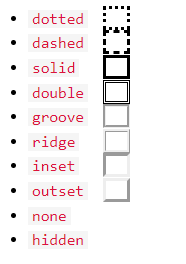 dotted
dashed
solid
double
groove
ridge
inset
outset
none
hidden